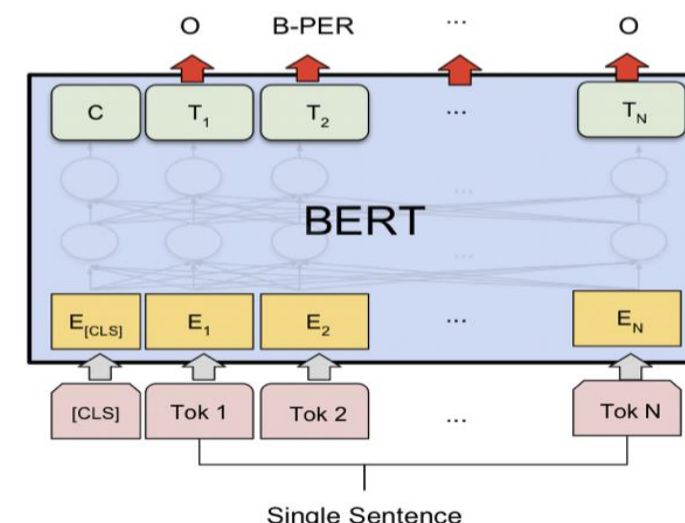 O B-PER ... O
C T1 T2 ... TN
...
BERT
...
E[CLS] E1 E2 ... EN
[CLS] Tok 1 Tok 2 ... Tok N
Single Sentence